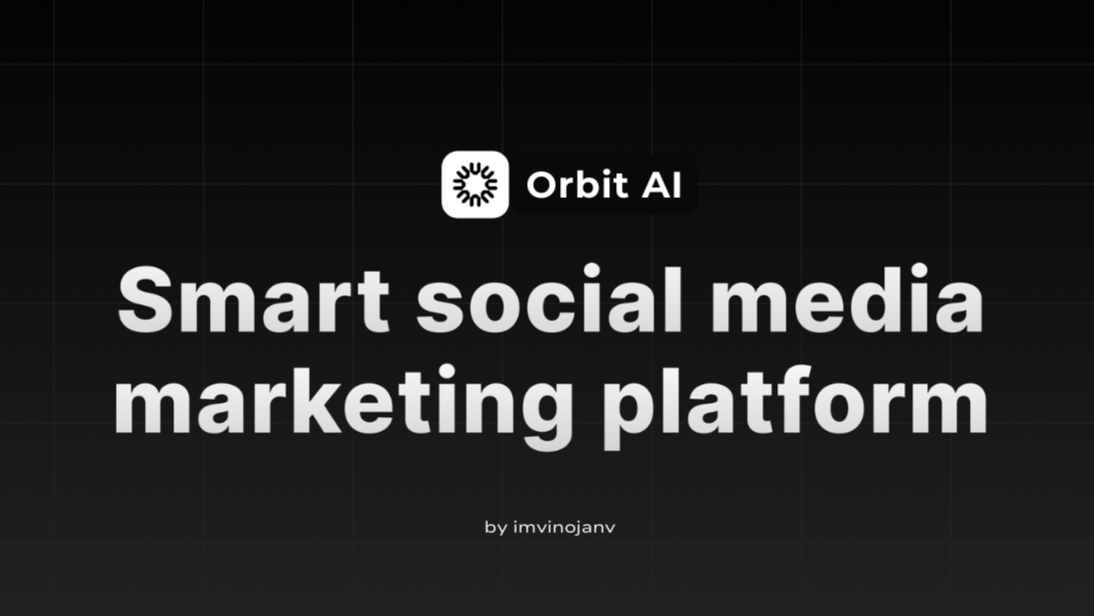 Orbit AI
Smart social media
marketing platform
by imvinojanv